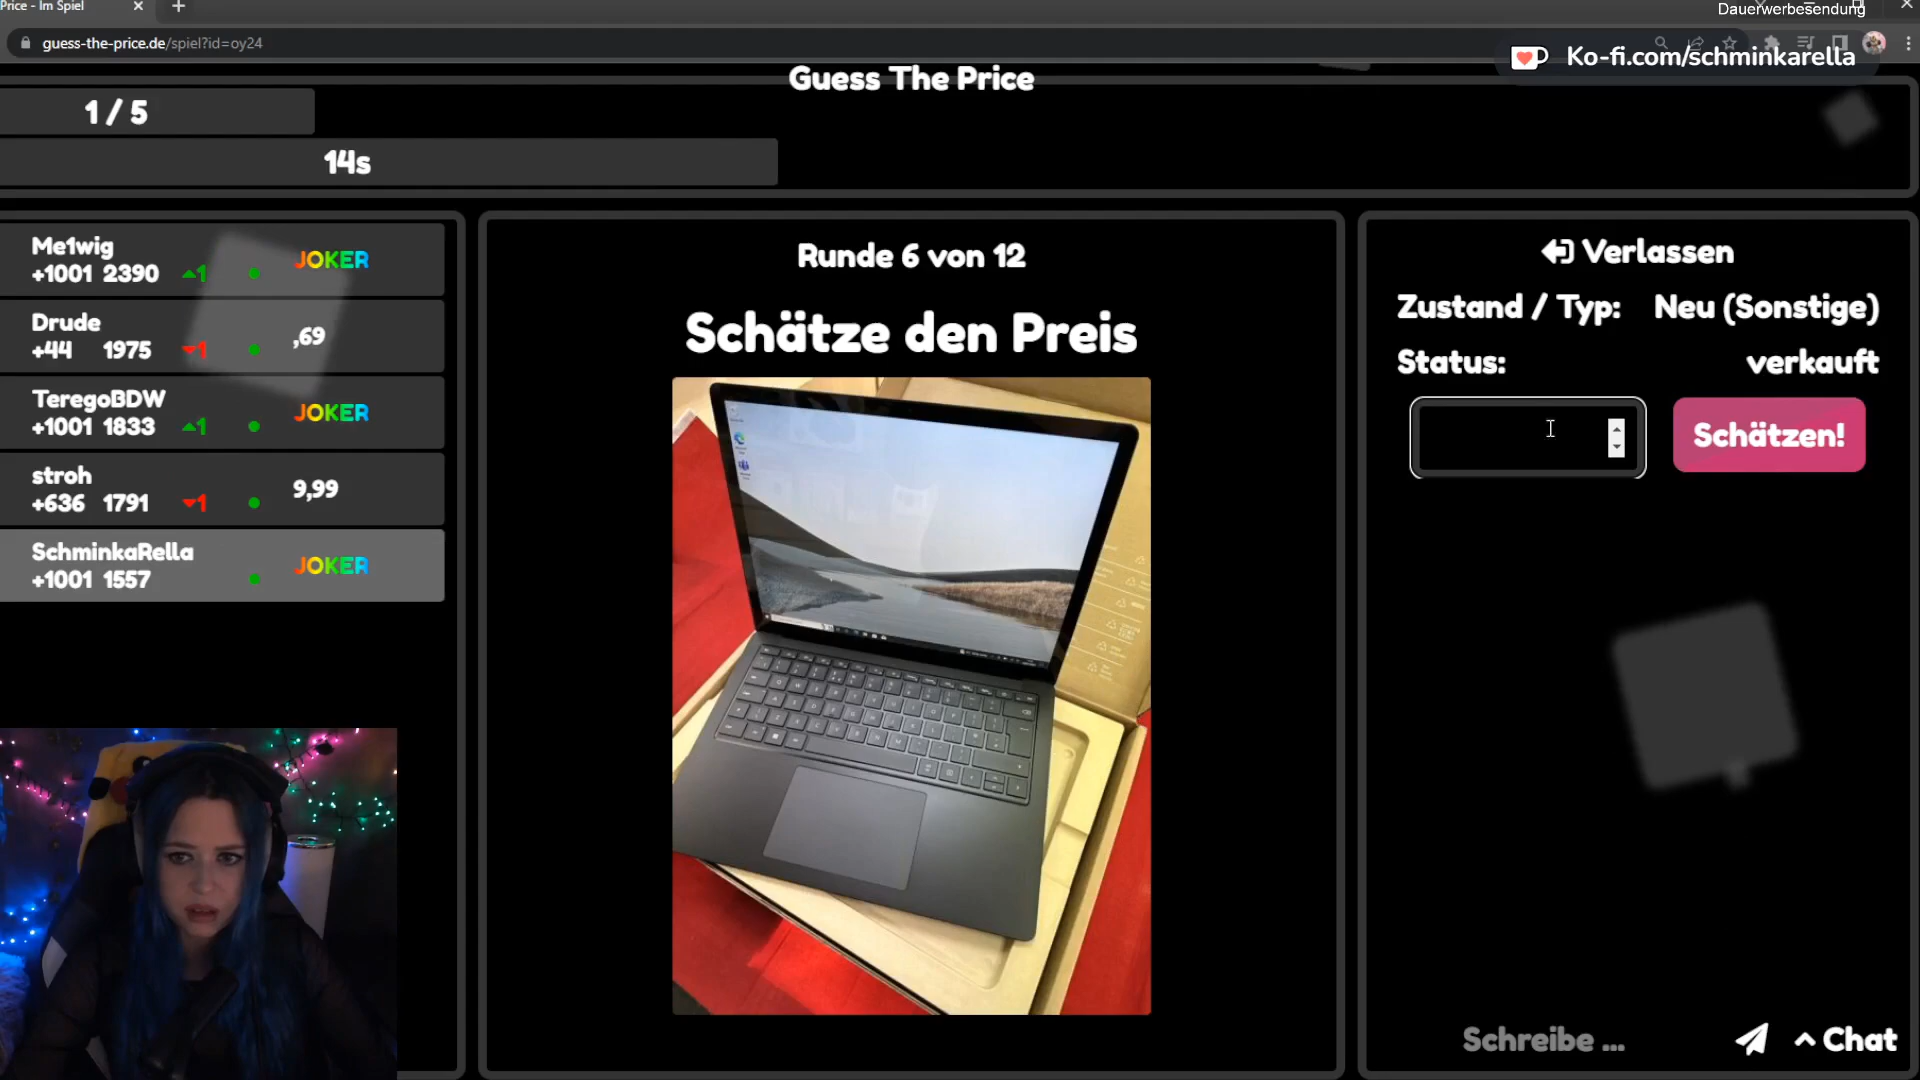 Price - Im Spiel
Dauerwerbesendung
guess-the-price.de/spiel?id=oy24
Ko-fi.com/schminkarella
Guess The Price
1 / 5
14s
Me1wig
+1001 2390 1
JOKER
Drude
+44 1975 1
,69
TeregoBDW
+1001 1833 1
JOKER
stroh
+636 1791 1
9,99
SchminkaRella
+1001 1557
JOKER
Runde 6 von 12
Schätze den Preis
Verlassen
Zustand / Typ: Neu (Sonstige)
Status: verkauft
Schätzen!
Schreibe ...
Chat